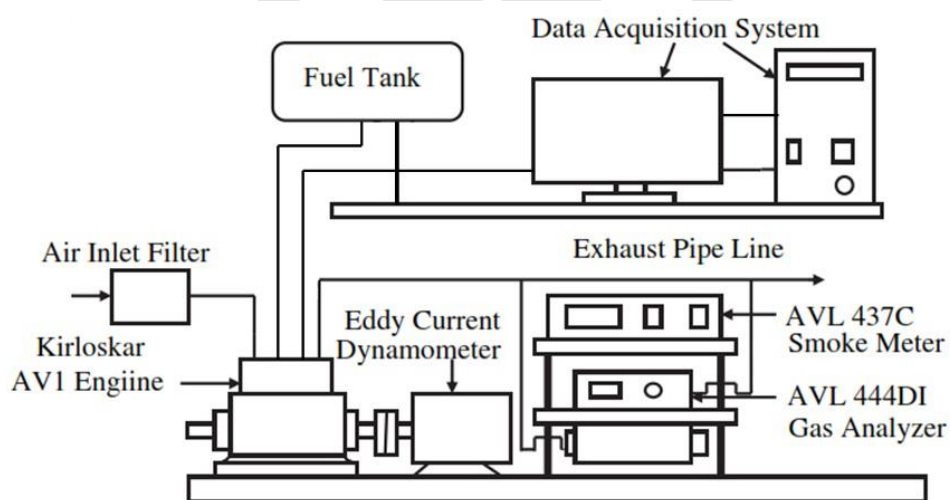 Data Acquisition System
Fuel Tank
Air Inlet Filter
Exhaust Pipe Line
Kirloskar
AV1 Engiine
Eddy Current
Dynamometer
AVL 437C
Smoke Meter
AVL 444DI
Gas Analyzer